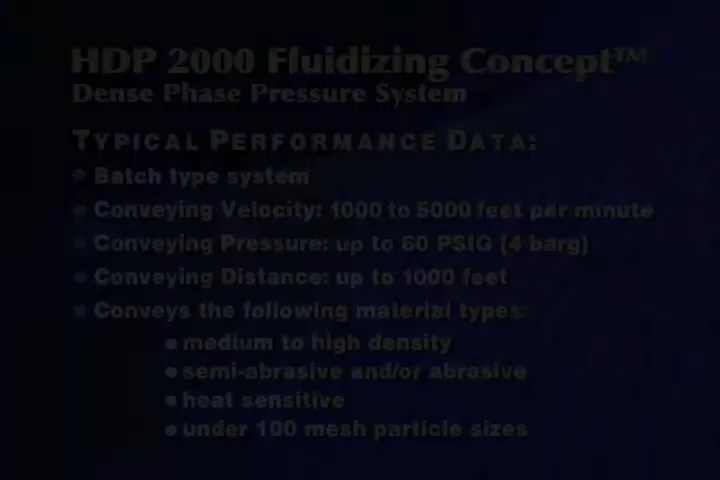 HDP 2000 Fluidizing Concept™
Dense Phase Pressure System
TYPICAL PERFORMANCE DATA:
• Batch type system
• Conveying Velocity: 1000 to 5000 feet per minute
• Conveying Pressure: up to 60 PSIG (4 barg)
• Conveying Distance: up to 1000 feet
• Conveys the following material types:
• medium to high density
• semi-abrasive and/or abrasive
• heat sensitive
• under 100 mesh particle sizes